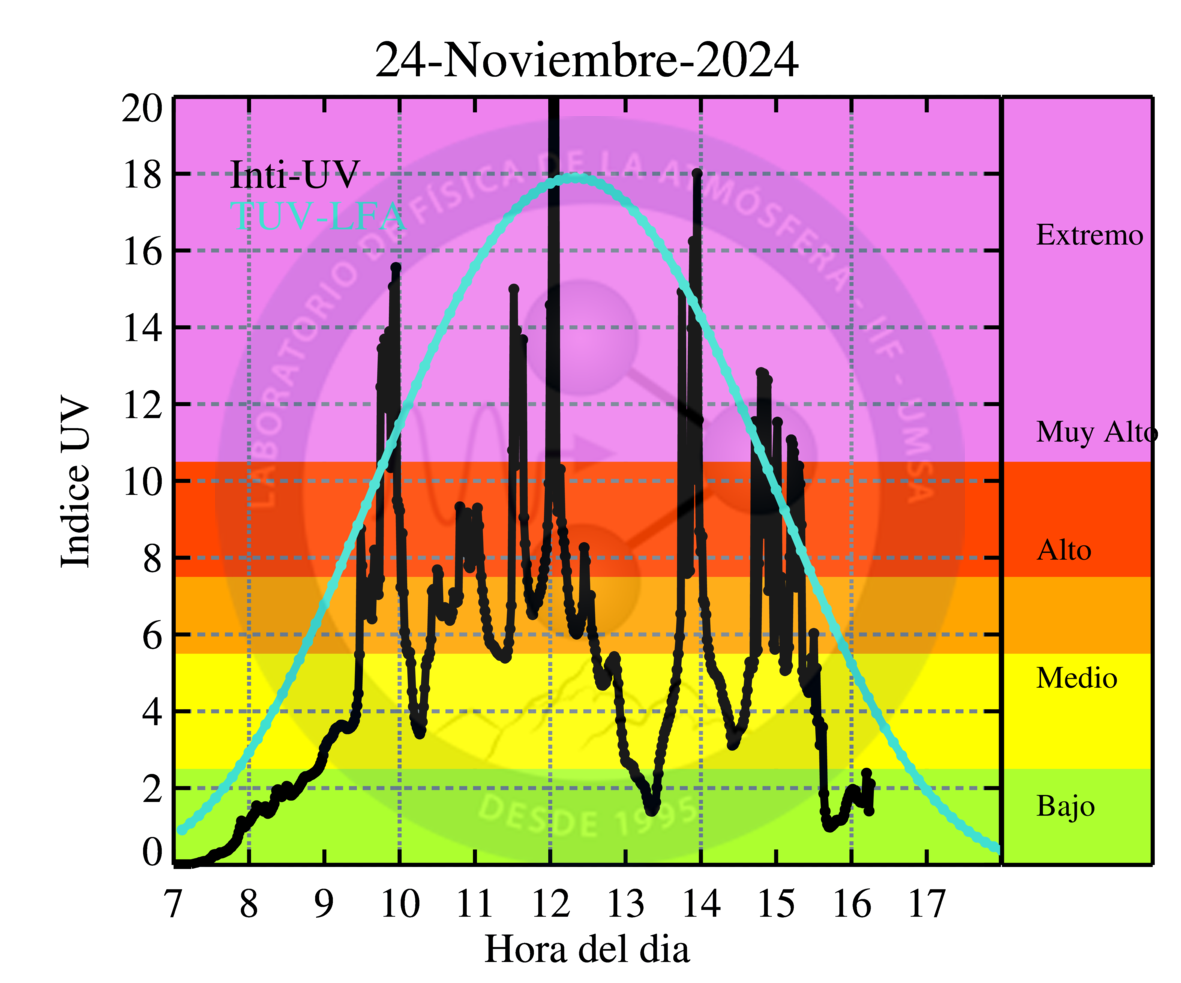 24-Noviembre-2024
20
18
16
14
12
10
8
6
4
2
0
Indice UV
Inti-UV
TUV-LFA
LABORATORIO DE FÍSICA DE LA ATMÓSFERA - IIF - UMSA
DESDE 1995
Extremo
Muy Alto
Alto
Medio
Bajo
7 8 9 10 11 12 13 14 15 16 17
Hora del dia